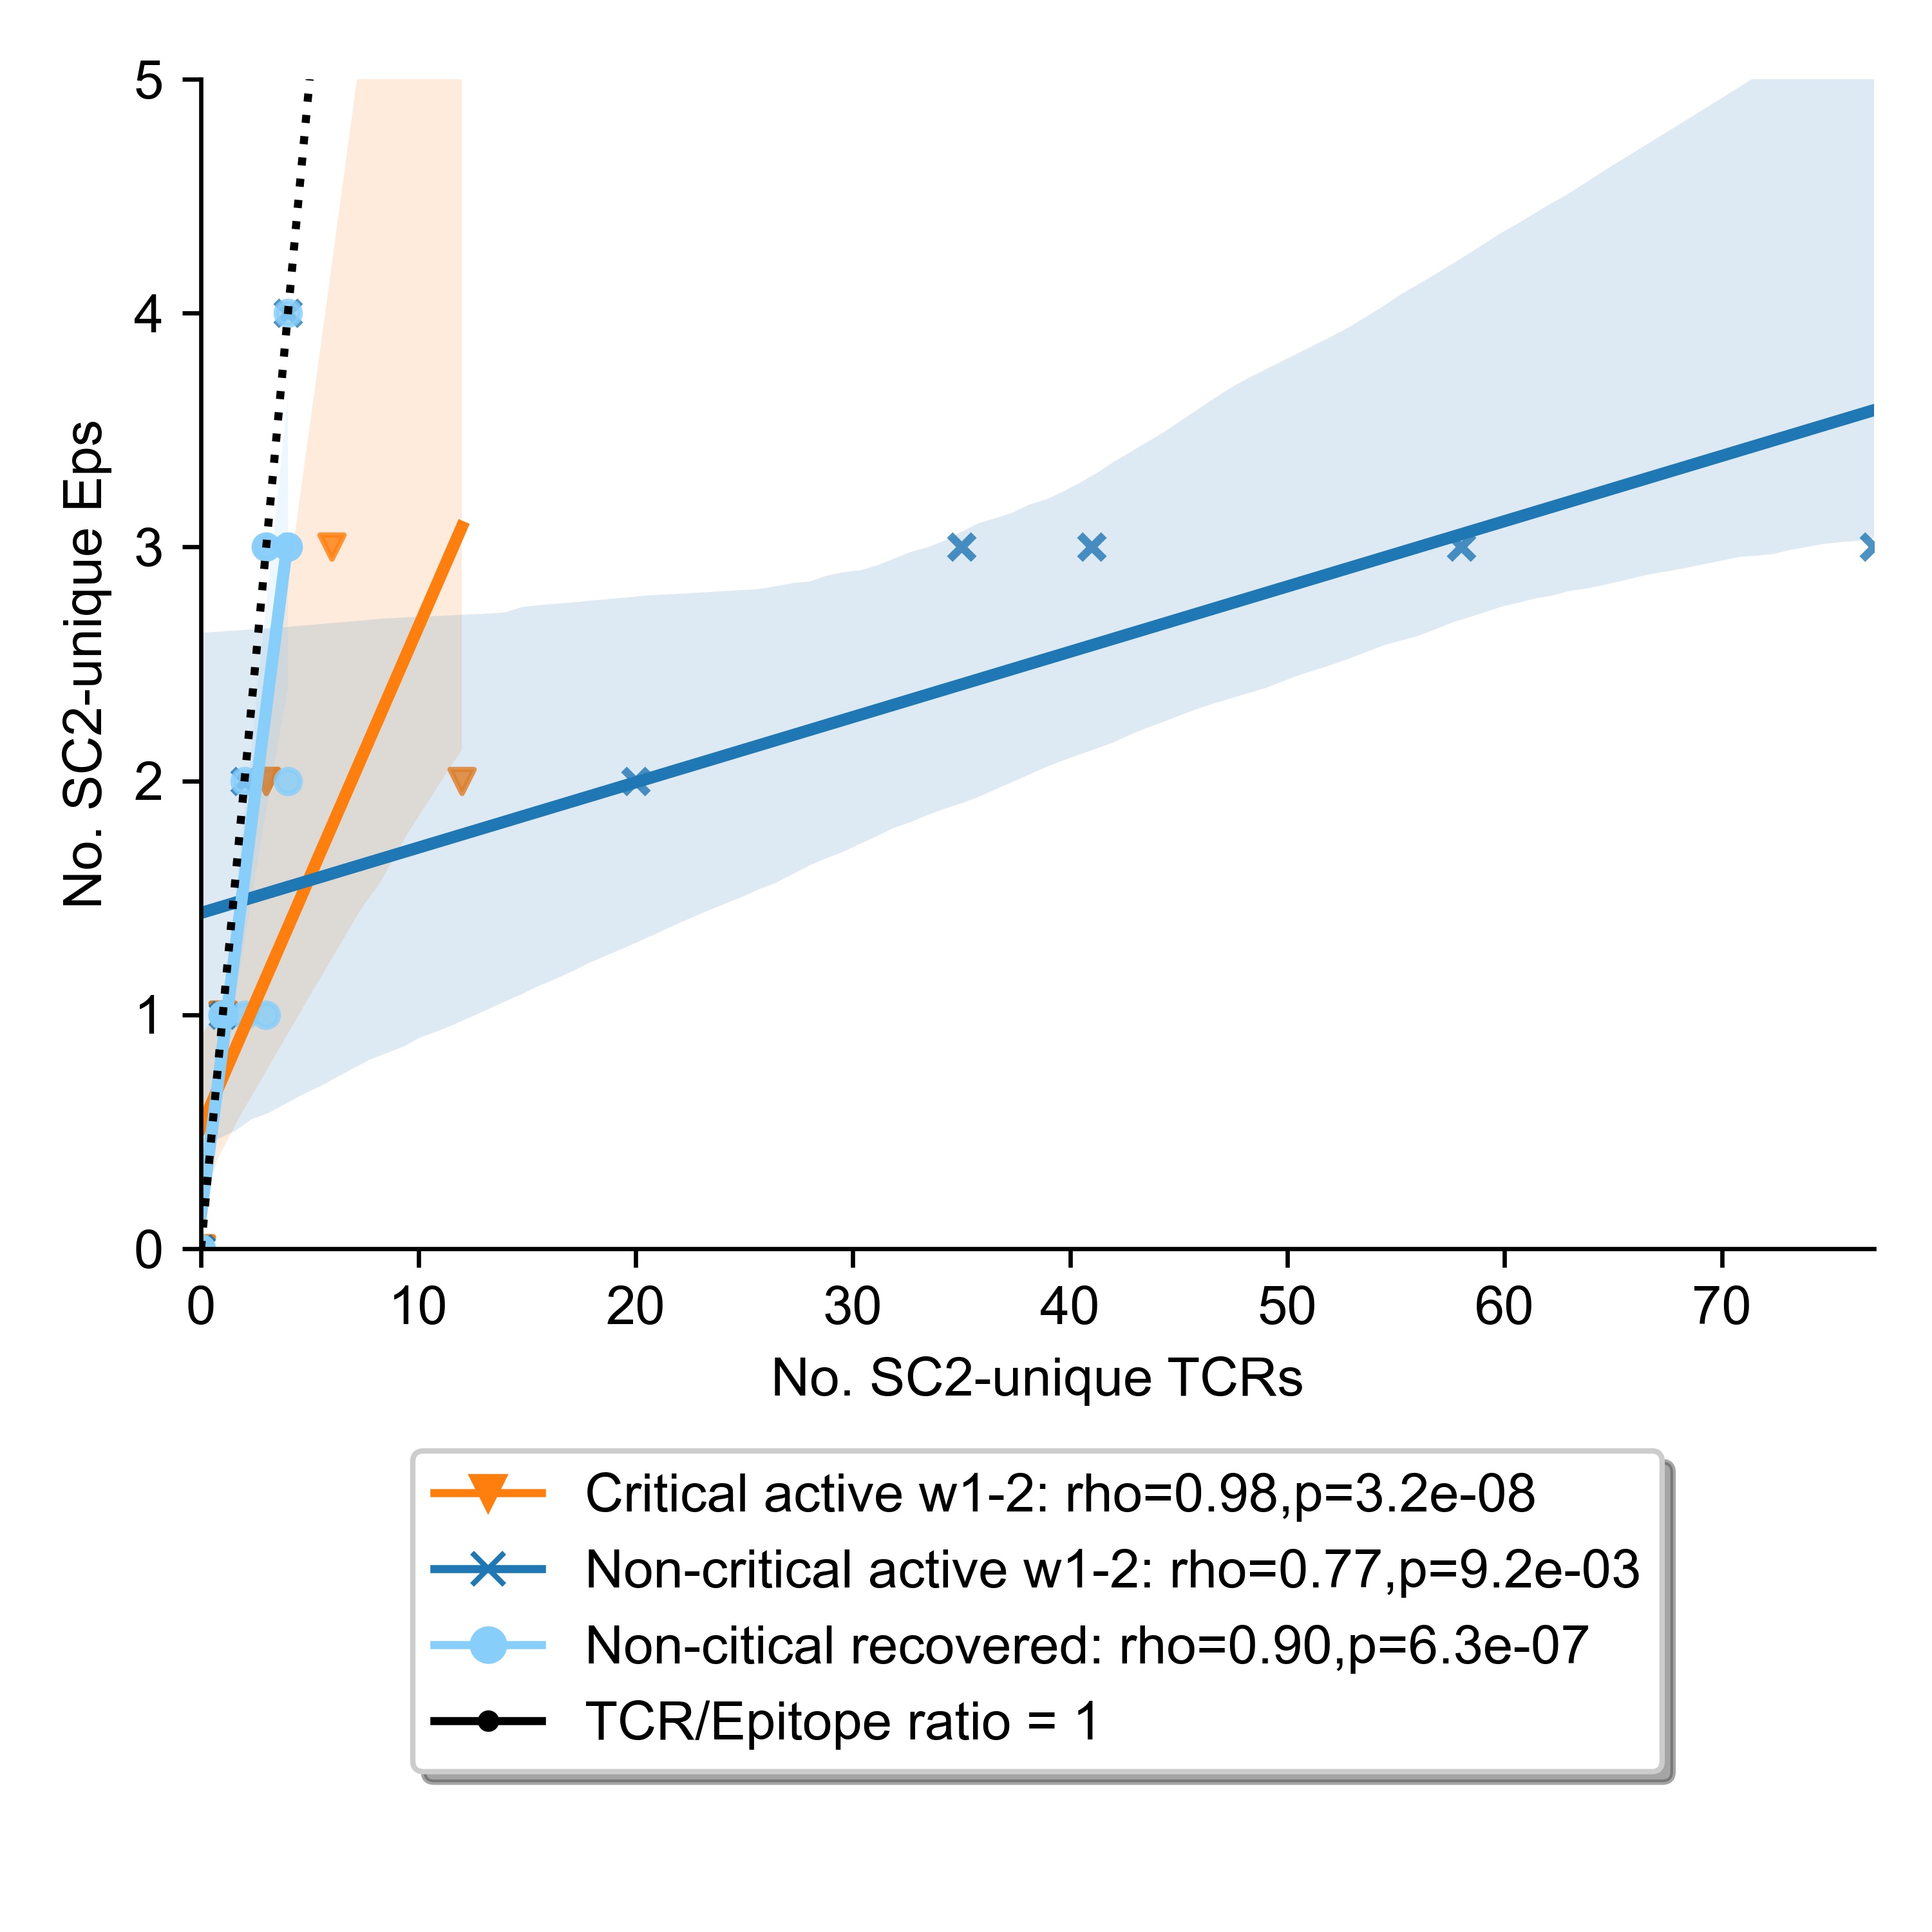 5
4
3
2
1
0
No. SC2-unique Eps
0 10 20 30 40 50 60 70
No. SC2-unique TCRs
Critical active w1-2: rho=0.98,p=3.2e-08
Non-critical active w1-2: rho=0.77,p=9.2e-03
Non-citical recovered: rho=0.90,p=6.3e-07
TCR/Epitope ratio = 1